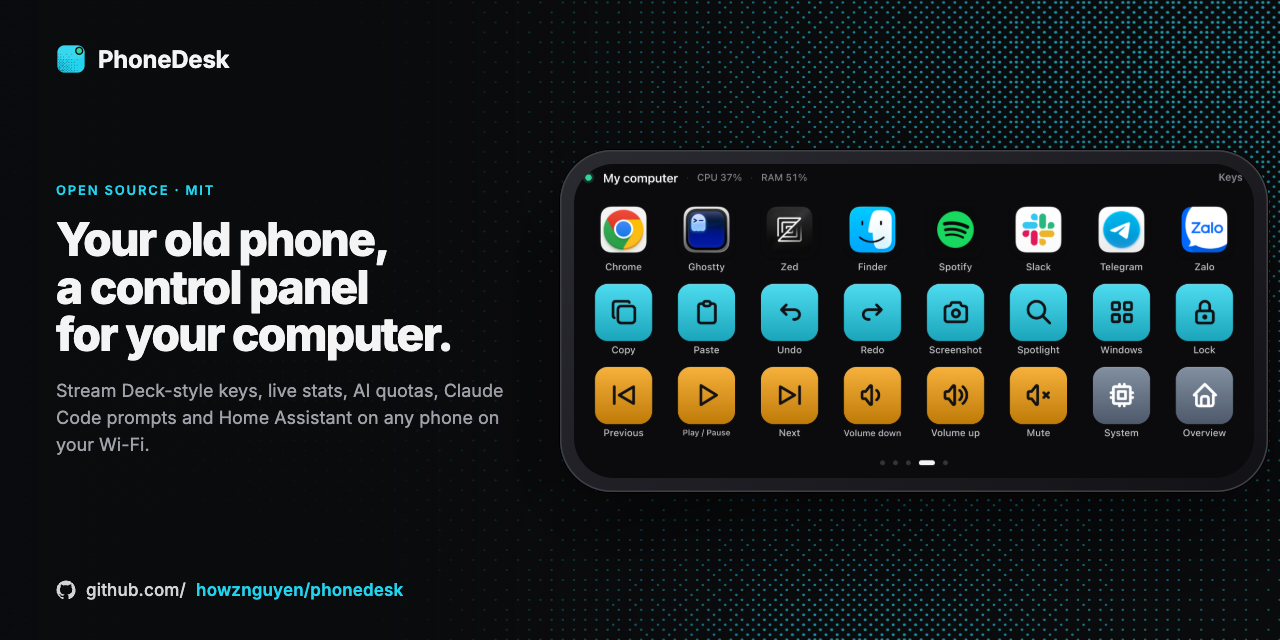 PhoneDesk
OPEN SOURCE · MIT
Your old phone,
a control panel
for your computer.
Stream Deck-style keys, live stats, AI quotas, Claude
Code prompts and Home Assistant on any phone on
your Wi-Fi.
github.com/ howznguyen/phonedesk
My computer · CPU 37% · RAM 51% Keys
Zalo
Chrome Ghostty Zed Finder Spotify Slack Telegram Zalo
Copy Paste Undo Redo Screenshot Spotlight Windows Lock
Previous Play / Pause Next Volume down Volume up Mute System Overview